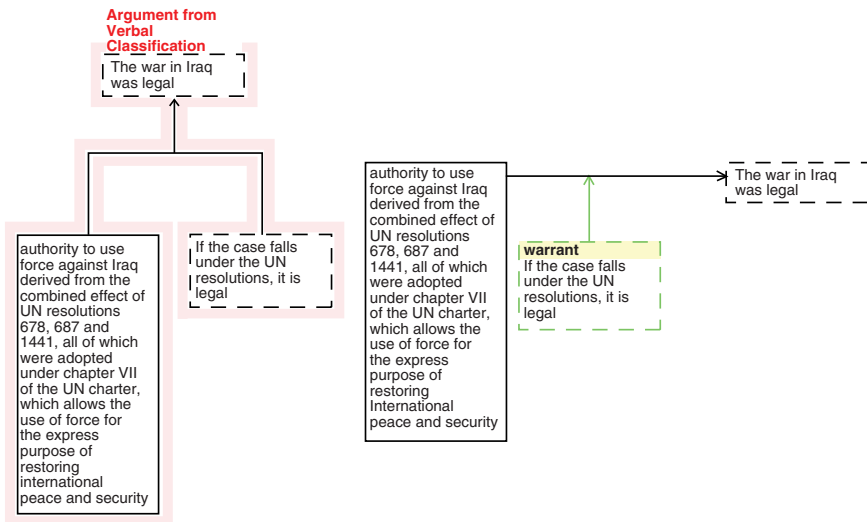 Argument from
Verbal
Classification
The war in Iraq
was legal
authority to use
force against Iraq
derived from the
combined effect of
UN resolutions
678, 687 and
1441, all of which
were adopted
under chapter VII
of the UN charter,
which allows the
use of force for
the express
purpose of
restoring
international
peace and security
If the case falls
under the UN
resolutions, it is
legal
authority to use
force against Iraq
derived from the
combined effect of
UN resolutions
678, 687 and
1441, all of which
were adopted
under chapter VII
of the UN charter,
which allows the
use of force for
the express
purpose of
restoring
International
peace and security
warrant
If the case falls
under the UN
resolutions, it is
legal
The war in Iraq
was legal